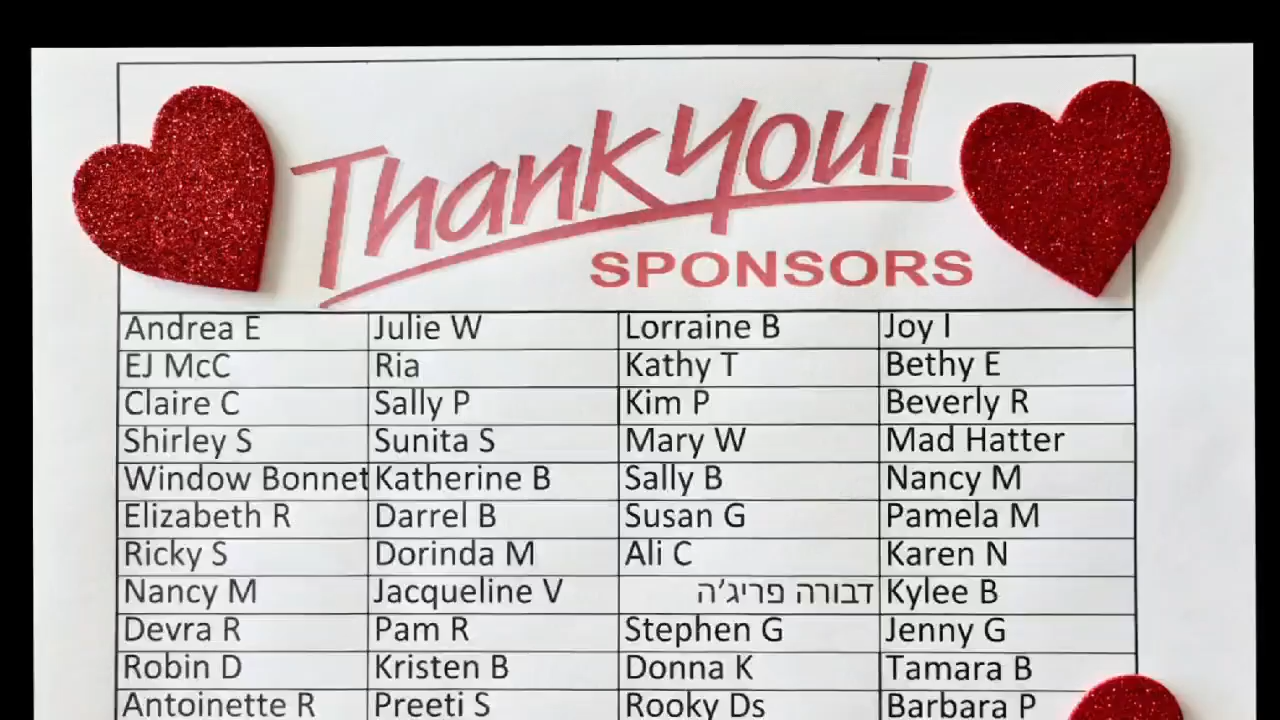 Thank You!
SPONSORS
Andrea E Julie W Lorraine B Joy I
EJ McC Ria Kathy T Bethy E
Claire C Sally P Kim P Beverly R
Shirley S Sunita S Mary W Mad Hatter
Window Bonnet Katherine B Sally B Nancy M
Elizabeth R Darrel B Susan G Pamela M
Ricky S Dorinda M Ali C Karen N
Nancy M Jacqueline V דבורה פריג'ה Kylee B
Devra R Pam R Stephen G Jenny G
Robin D Kristen B Donna K Tamara B
Antoinette R Preeti S Rooky Ds Barbara P